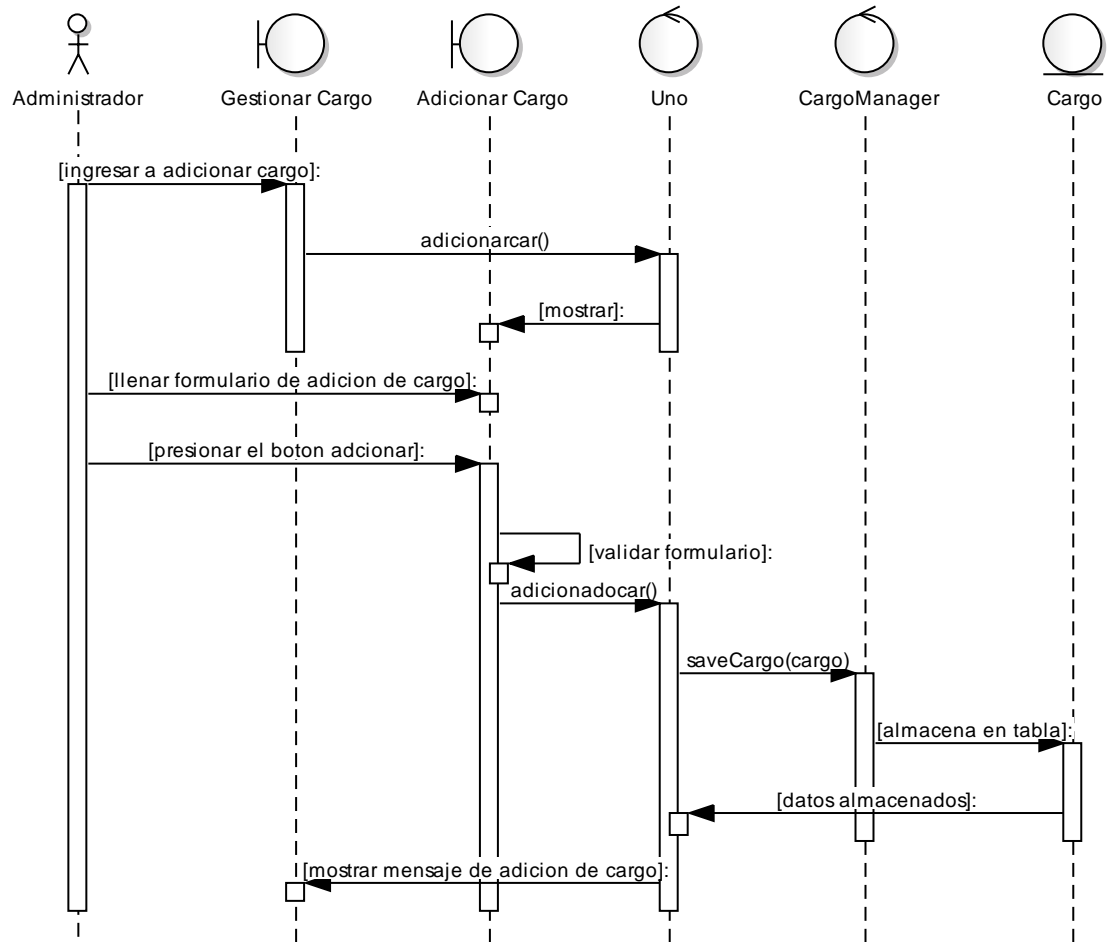 Administrador
Gestionar Cargo
Adicionar Cargo
Uno
CargoManager
Cargo
[ingresar a adicionar cargo]:
adicionarcar()
[mostrar]:
[llenar formulario de adicion de cargo]:
[presionar el boton adcionar]:
[validar formulario]:
adicionadocar()
saveCargo(cargo)
[almacena en tabla]:
[datos almacenados]:
[mostrar mensaje de adicion de cargo]: